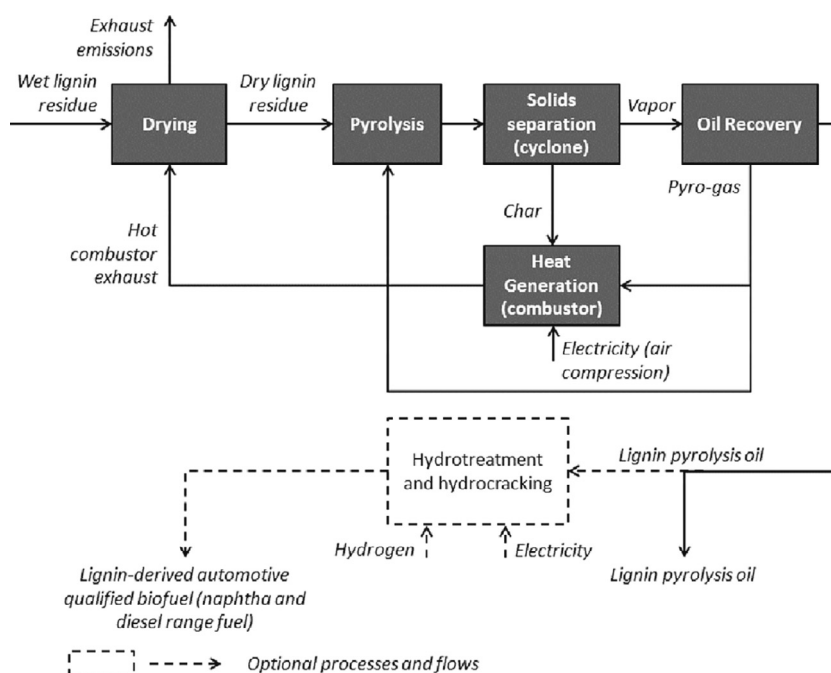 Exhaust
emissions
Wet lignin
residue
Dry lignin
residue
Drying
Pyrolysis
Solids
separation
(cyclone)
Vapor
Oil Recovery
Pyro-gas
Char
Hot
combustor
exhaust
Heat
Generation
(combustor)
Electricity (air
compression)
Hydrotreatment
and hydrocracking
Lignin pyrolysis oil
Hydrogen
Electricity
Lignin pyrolysis oil
Lignin-derived automotive
qualified biofuel (naphtha and
diesel range fuel)
Optional processes and flows